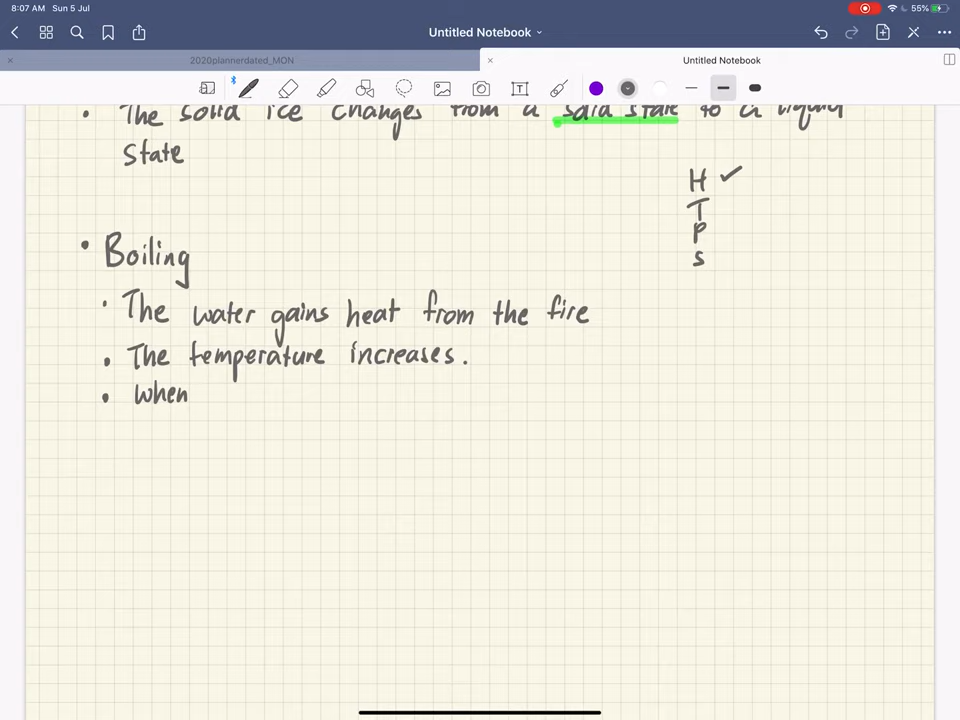 8:07 AM Sun 5 Jul
55%
Untitled Notebook
2020plannerdated_MON
Untitled Notebook
• The solid ice changes from a solid state to a liquid
state
H ✓
T
P
S
• Boiling
• The water gains heat from the fire
• The temperature increases.
• When